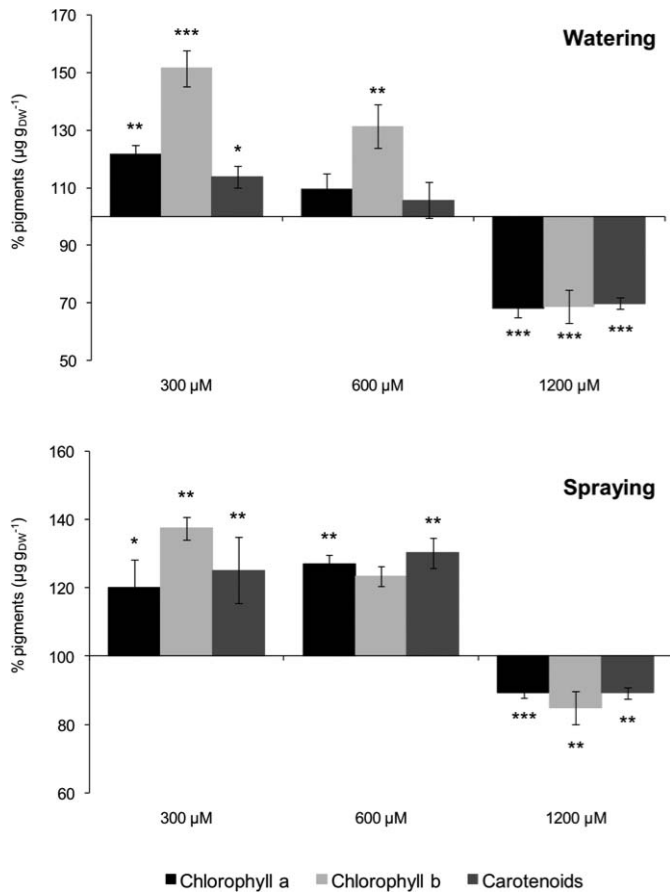 170
Watering
***
150
% pigments (µg gDW⁻¹)
**
**
130
*
110
90
70
*** *** ***
50
300 µM 600 µM 1200 µM
160
Spraying
**
140
** ** **
*
% pigments (µg gDW⁻¹)
120
100
80
*** ** **
60
300 µM 600 µM 1200 µM
Chlorophyll a Chlorophyll b Carotenoids